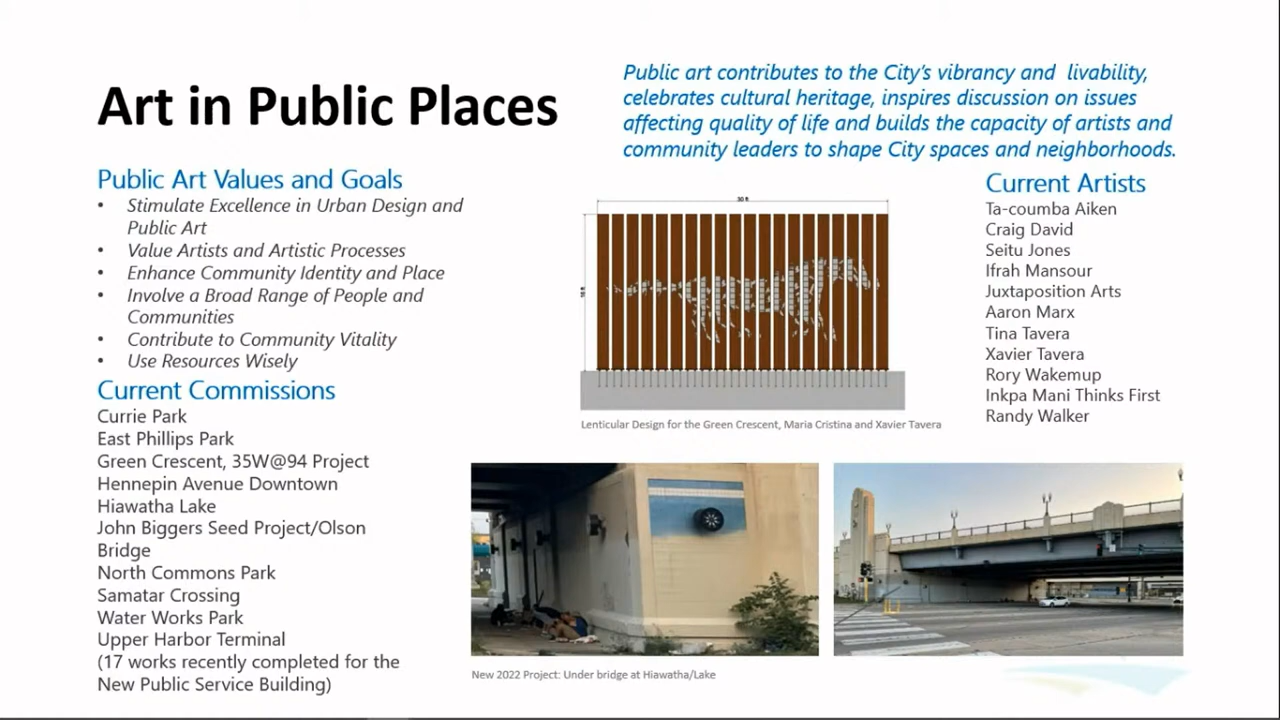 Art in Public Places
Public art contributes to the City's vibrancy and livability,
celebrates cultural heritage, inspires discussion on issues
affecting quality of life and builds the capacity of artists and
community leaders to shape City spaces and neighborhoods.
Public Art Values and Goals
• Stimulate Excellence in Urban Design and
Public Art
• Value Artists and Artistic Processes
• Enhance Community Identity and Place
• Involve a Broad Range of People and
Communities
• Contribute to Community Vitality
• Use Resources Wisely
Current Commissions
Currie Park
East Phillips Park
Green Crescent, 35W@94 Project
Hennepin Avenue Downtown
Hiawatha Lake
John Biggers Seed Project/Olson
Bridge
North Commons Park
Samatar Crossing
Water Works Park
Upper Harbor Terminal
(17 works recently completed for the
New Public Service Building)
30 ft
Lenticular Design for the Green Crescent, Maria Cristina and Xavier Tavera
Current Artists
Ta-coumba Aiken
Craig David
Seitu Jones
Ifrah Mansour
Juxtaposition Arts
Aaron Marx
Tina Tavera
Xavier Tavera
Rory Wakemup
Inkpa Mani Thinks First
Randy Walker
New 2022 Project: Under bridge at Hiawatha/Lake